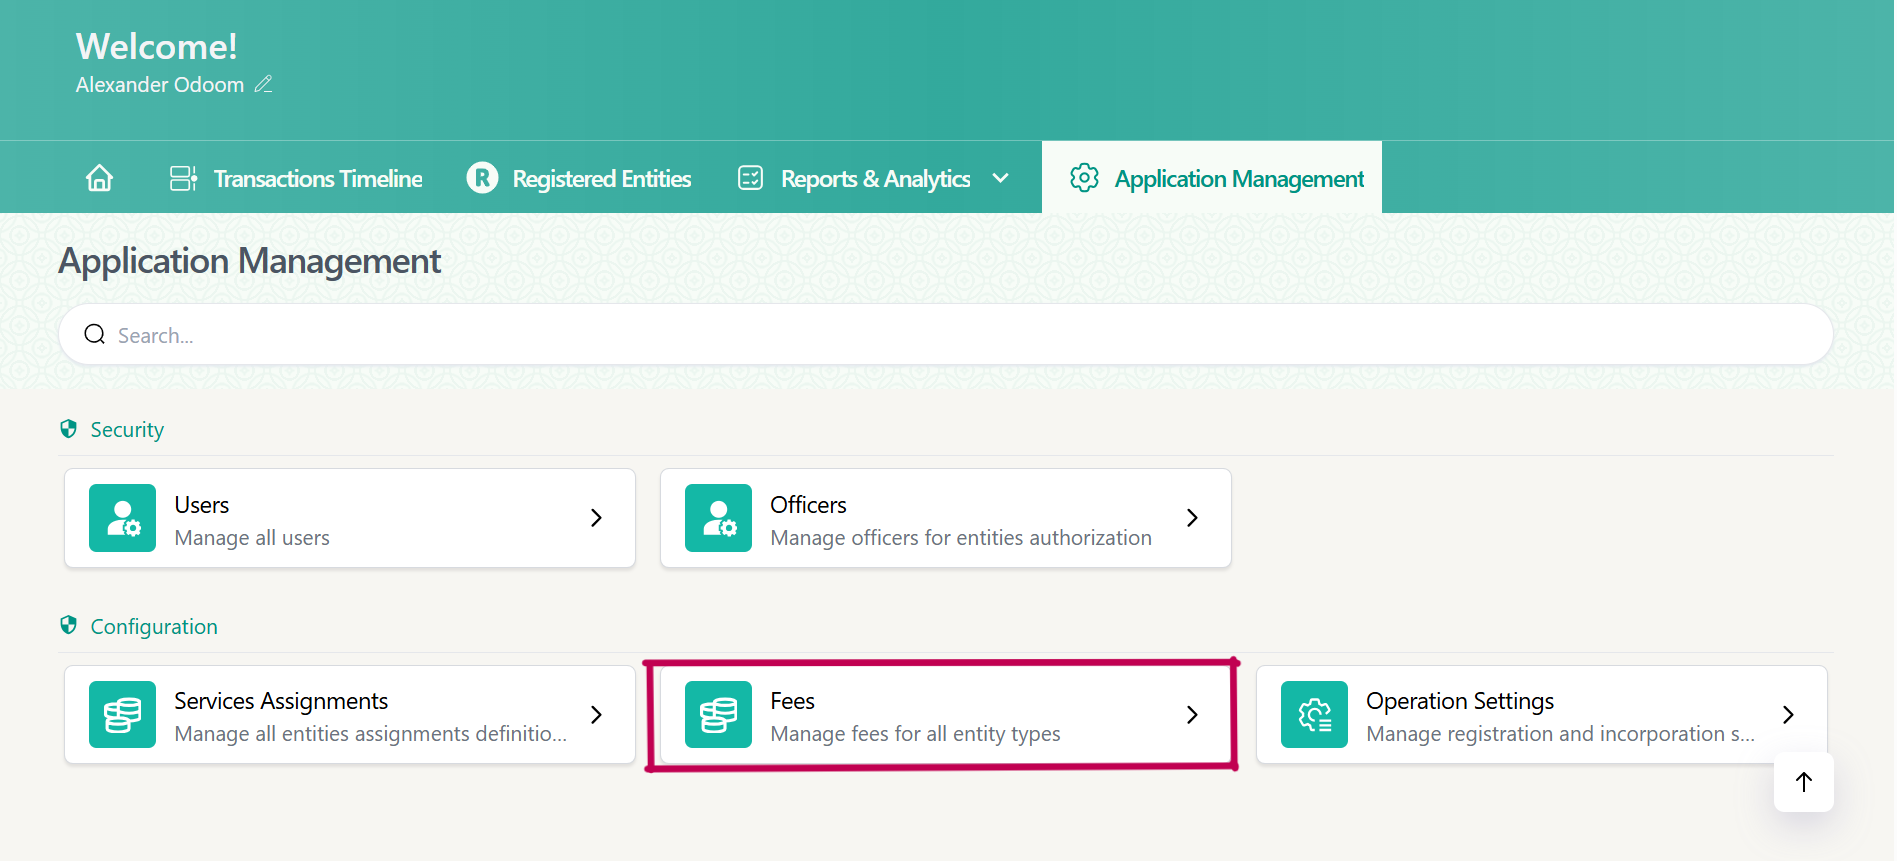 Welcome!
Alexander Odoom
Transactions Timeline
R
Registered Entities
Reports & Analytics
Application Management
Application Management
Search...
Security
Users
Manage all users
Officers
Manage officers for entities authorization
Configuration
Services Assignments
Manage all entities assignments definitio...
Fees
Manage fees for all entity types
Operation Settings
Manage registration and incorporation s...